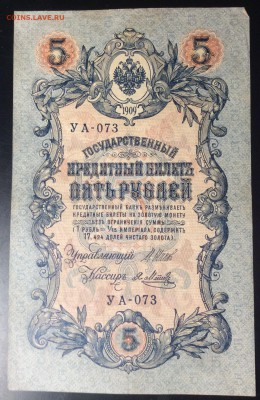 COINS.LAVE.RU
5 5
1909
УА-073
ГОСУДАРСТВЕННЫЙ
КРЕДИТНЫЙ БИЛЕТЪ
ПЯТЬ РУБЛЕЙ
ГОСУДАРСТВЕННЫЙ БАНКЪ РАЗМѢНИВАЕТЪ
КРЕДИТНЫЕ БИЛЕТЫ НА ЗОЛОТУЮ МОНЕТУ
БЕЗЪ ОГРАНИЧЕНІЯ СУММЫ
(1 РУБЛЬ = 1/15 ИМПЕРІАЛА, СОДЕРЖИТЪ
17,424 ДОЛЕЙ ЧИСТАГО ЗОЛОТА).
Управляющій
Кассиръ
УА-073
5